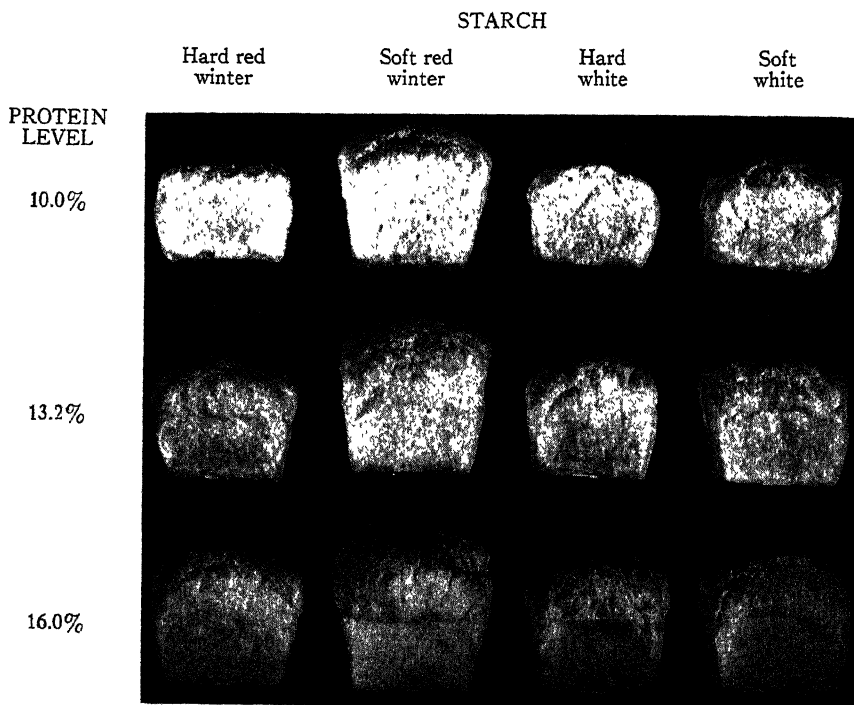 STARCH
Hard red
winter
Soft red
winter
Hard
white
Soft
white
PROTEIN
LEVEL
10.0%
13.2%
16.0%